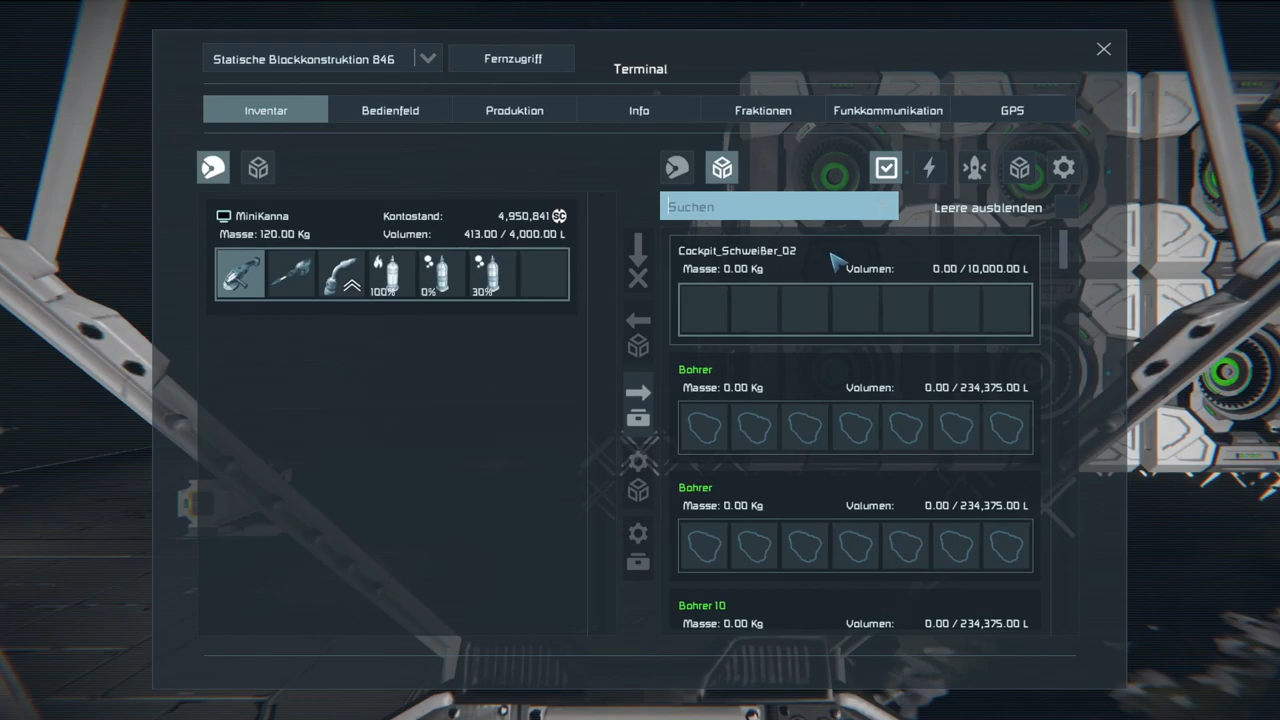 Statische Blockkonstruktion 846
Fernzugriff
Terminal
Inventar
Bedienfeld
Produktion
Info
Fraktionen
Funkkommunikation
GPS
MiniKanna
Kontostand: 4,950,841 SC
Masse: 120.00 Kg
Volumen: 413.00 / 4,000.00 L
100%
0%
30%
Suchen
Leere ausblenden
Cockpit_Schweißer_02
Masse: 0.00 Kg
Volumen: 0.00 / 10,000.00 L
Bohrer
Masse: 0.00 Kg
Volumen: 0.00 / 234,375.00 L
Bohrer
Masse: 0.00 Kg
Volumen: 0.00 / 234,375.00 L
Bohrer 10
Masse: 0.00 Kg
Volumen: 0.00 / 234,375.00 L